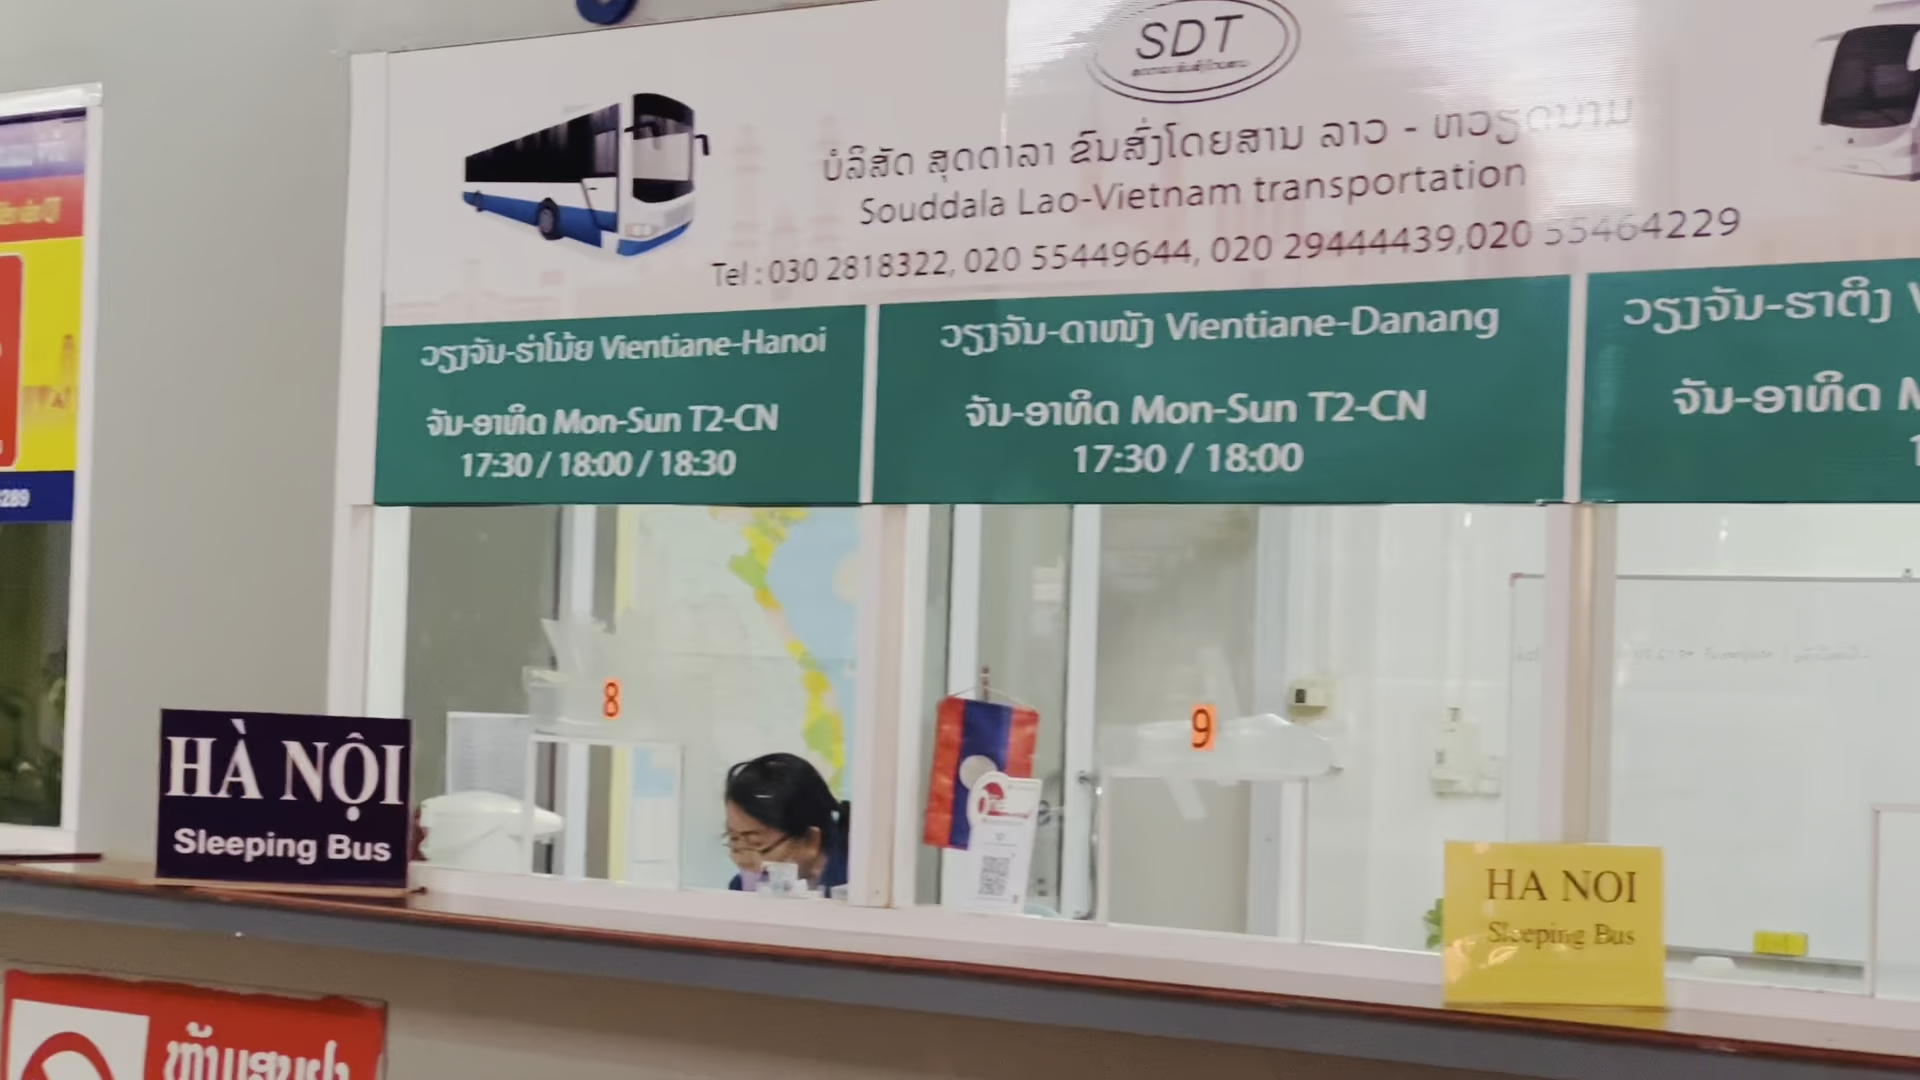 SDT
ບໍລິສັດ ສຸດດາລາ ຂົນສົ່ງໂດຍສານ ລາວ - ຫວຽດນາມ
Souddala Lao-Vietnam transportation
Tel : 030 2818322, 020 55449644, 020 29444439,020 55464229
ວຽງຈັນ-ຮ່າໂນ້ຍ Vientiane-Hanoi
ຈັນ-ອາທິດ Mon-Sun T2-CN
17:30 / 18:00 / 18:30
ວຽງຈັນ-ດາໜັງ Vientiane-Danang
ຈັນ-ອາທິດ Mon-Sun T2-CN
17:30 / 18:00
ວຽງຈັນ-ຮາຕິງ
ຈັນ-ອາທິດ
289
8
9
HÀ NỘI
Sleeping Bus
HA NOI
Sleeping Bus